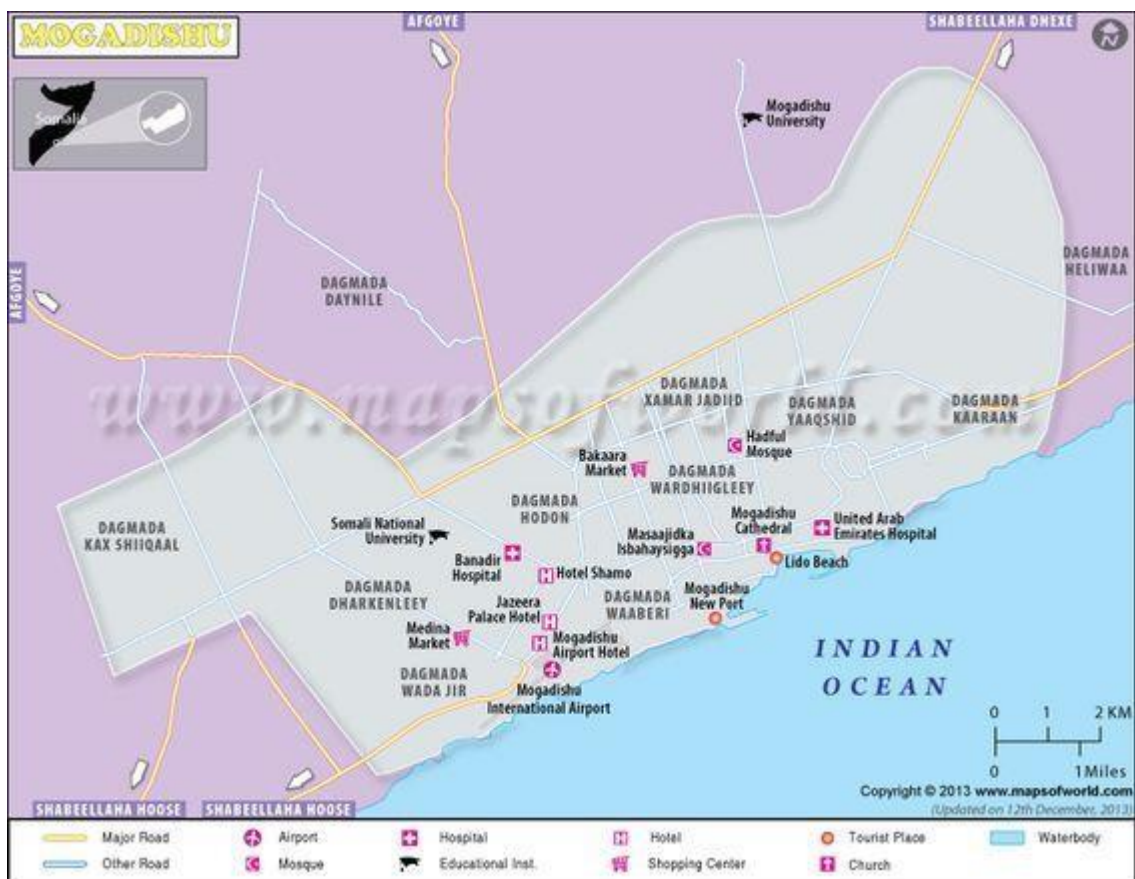 MOGADISHU
AFGOYE
SHABEELLAHA DHEXE
N
Somalia
Mogadishu
University
DAGMADA
HELIWAA
AFGOYE
DAGMADA
DAYNILE
www.mapsofworld.com
DAGMADA
XAMAR JADIID
DAGMADA
YAAQSHID
DAGMADA
KAARAAN
Hadful
Mosque
Bakaara
Market
DAGMADA
WARDHIIGLEEY
DAGMADA
HODON
DAGMADA
KAX SHIIQAAL
Somali National
University
Masaajidka
Isbahaysigga
Mogadishu
Cathedral
United Arab
Emirates Hospital
Banadir
Hospital
Hotel Shamo
Lido Beach
DAGMADA
DHARKENLEEY
DAGMADA
WAABERI
Mogadishu
New Port
Jazeera
Palace Hotel
Medina
Market
Mogadishu
Airport Hotel
DAGMADA
WADA JIR
Mogadishu
International Airport
INDIAN
OCEAN
0 1 2 KM
0 1 Miles
Copyright © 2013 www.mapsofworld.com
(Updated on 12th December, 2013)
SHABEELLAHA HOOSE
SHABEELLAHA HOOSE
Major Road
Airport
Hospital
Hotel
Tourist Place
Waterbody
Other Road
Mosque
Educational Inst.
Shopping Center
Church